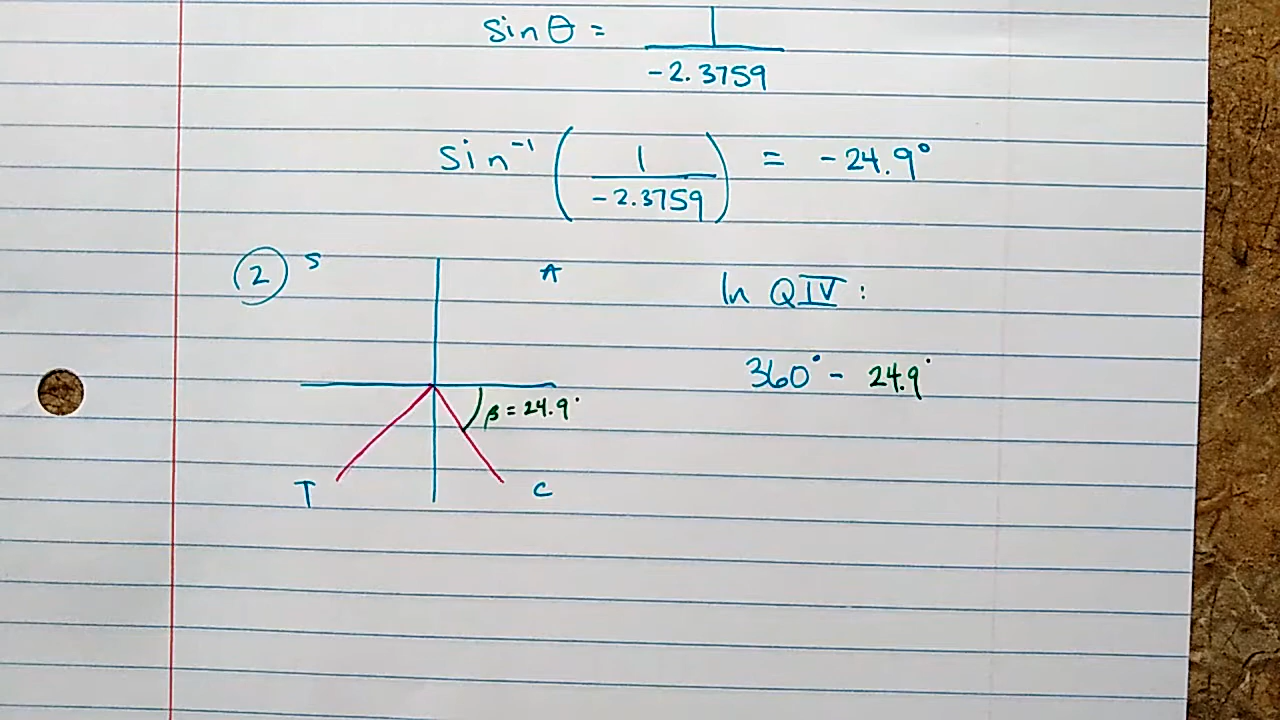 sin θ = 1 / -2.3759
sin⁻¹ ( 1 / -2.3759 ) = -24.9°
② S A In QIV:
360° - 24.9°
β = 24.9°
T C